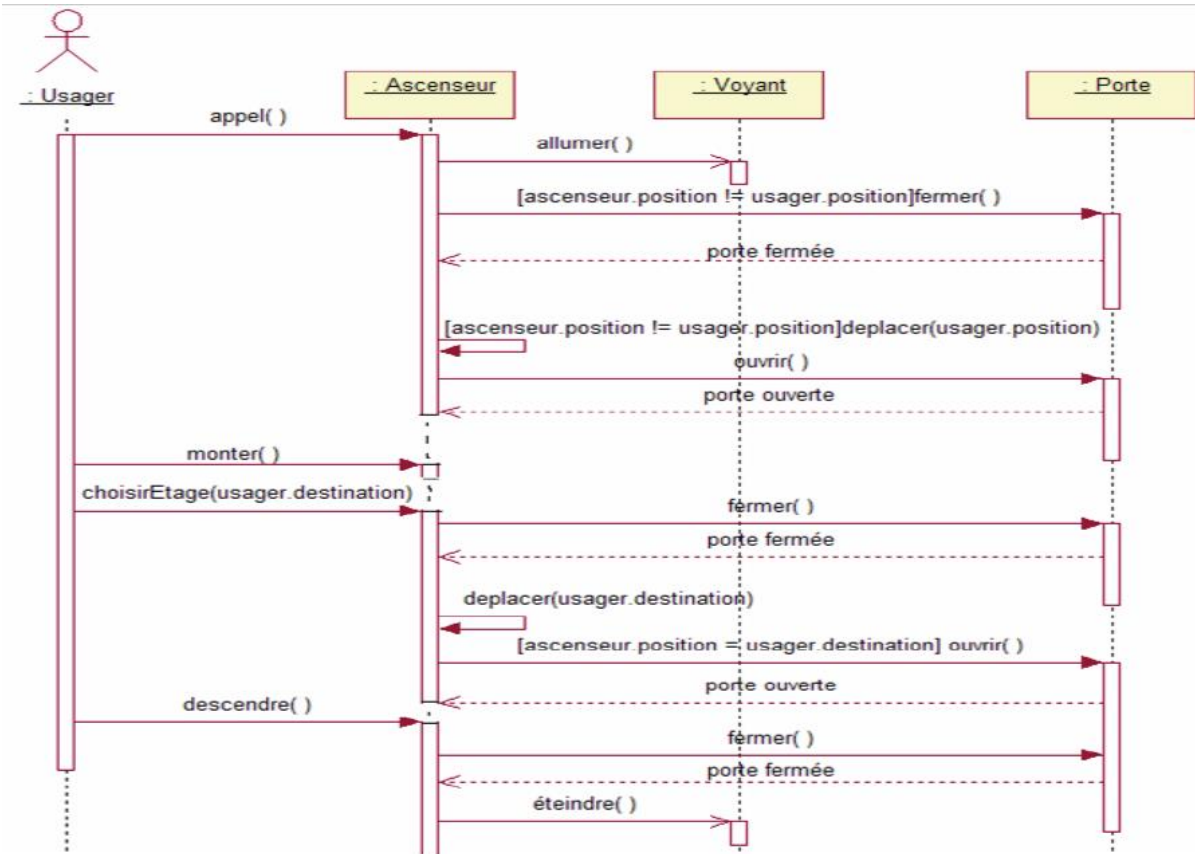 : Usager
: Ascenseur
: Voyant
: Porte
appel( )
allumer( )
[ascenseur.position != usager.position]fermer( )
porte fermée
[ascenseur.position != usager.position]deplacer(usager.position)
ouvrir( )
porte ouverte
monter( )
choisirEtage(usager.destination)
fermer( )
porte fermée
deplacer(usager.destination)
[ascenseur.position = usager.destination] ouvrir( )
porte ouverte
descendre( )
fermer( )
porte fermée
éteindre( )